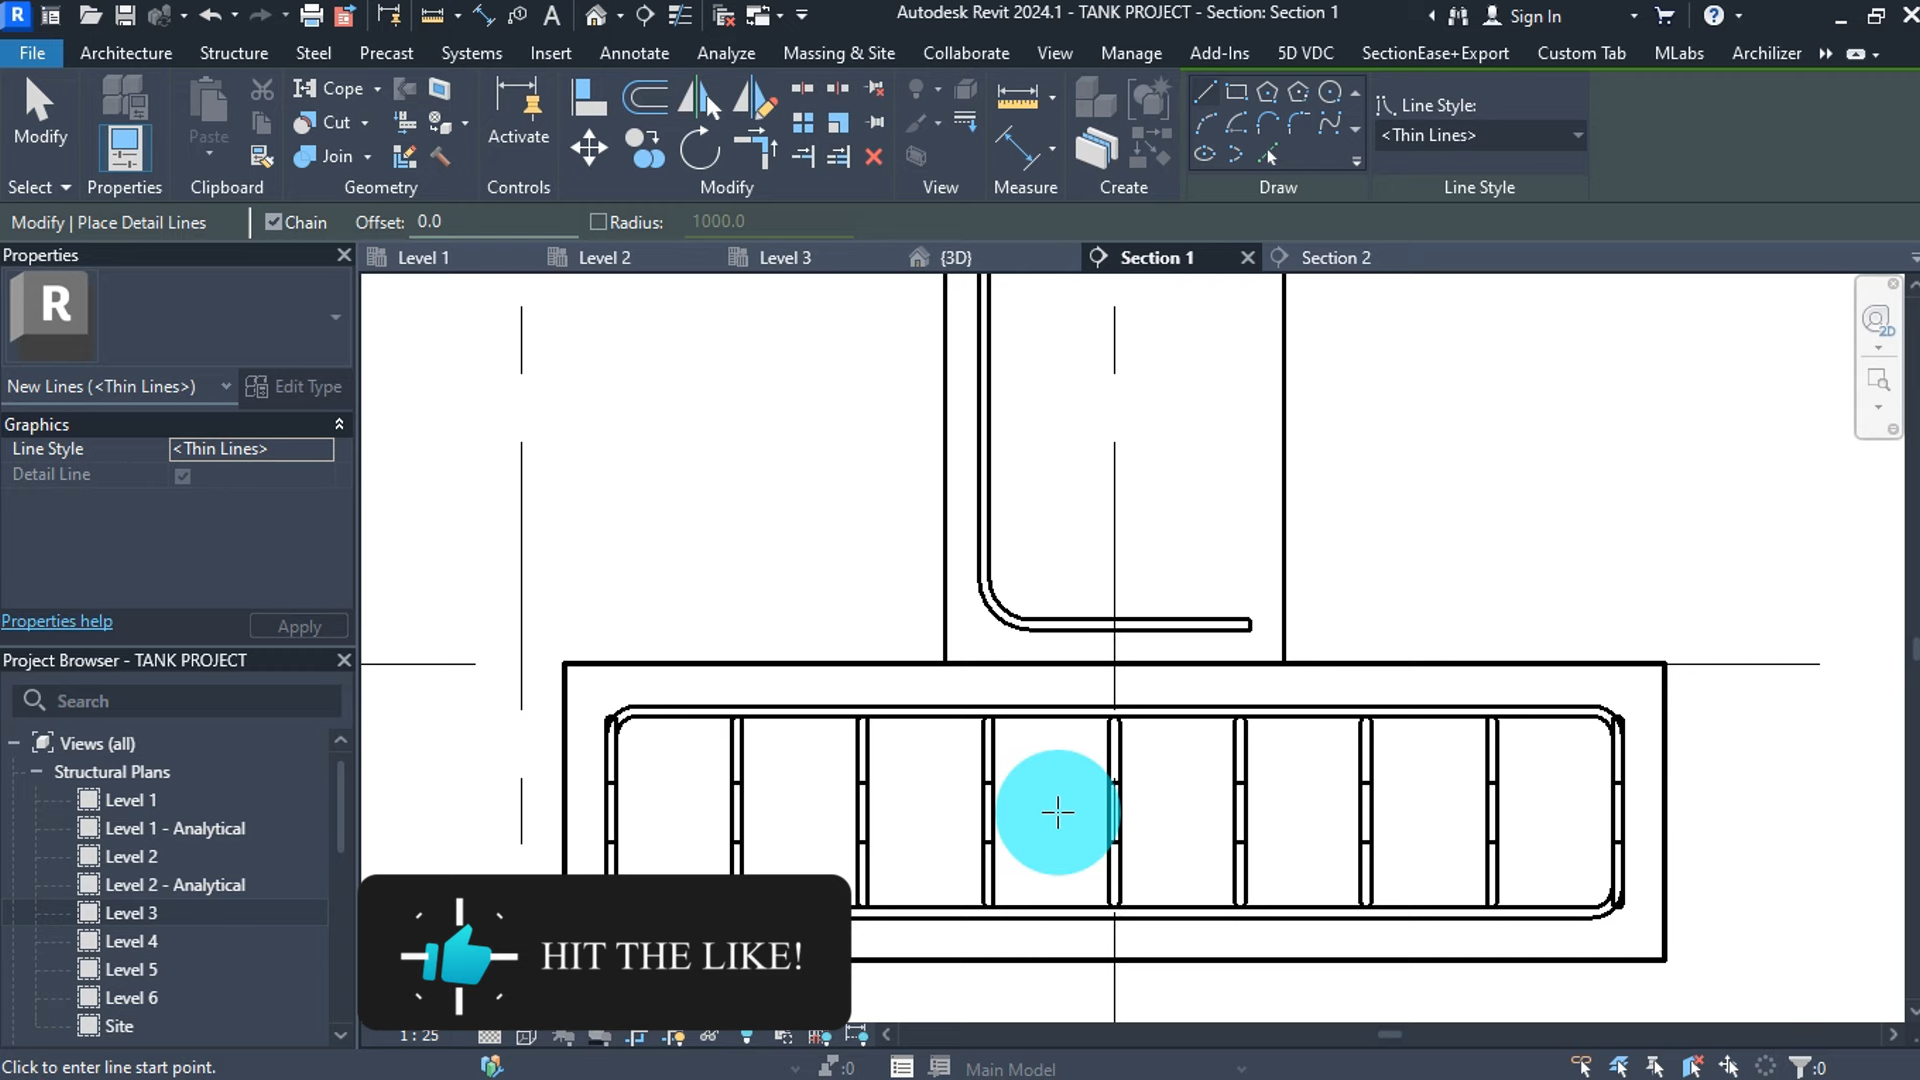 R
Autodesk Revit 2024.1 - TANK PROJECT - Section: Section 1
Sign In
File Architecture Structure Steel Precast Systems Insert Annotate Analyze Massing & Site Collaborate View Manage Add-Ins 5D VDC SectionEase+Export Custom Tab MLabs Archilizer
Modify
Paste
Cope
Cut
Join
Activate
Line Style:
<Thin Lines>
Select Properties Clipboard Geometry Controls Modify View Measure Create Draw Line Style
Modify | Place Detail Lines Chain Offset: 0.0 Radius: 1000.0
Properties
Level 1 Level 2 Level 3 {3D} Section 1 Section 2
R
2D
New Lines (<Thin Lines>) Edit Type
Graphics
Line Style <Thin Lines>
Detail Line
Properties help Apply
Project Browser - TANK PROJECT
Search
Views (all)
Structural Plans
Level 1
Level 1 - Analytical
Level 2
Level 2 - Analytical
Level 3
Level 4
Level 5
Level 6
Site
HIT THE LIKE!
1 : 25
Click to enter line start point.
:0
Main Model
:0